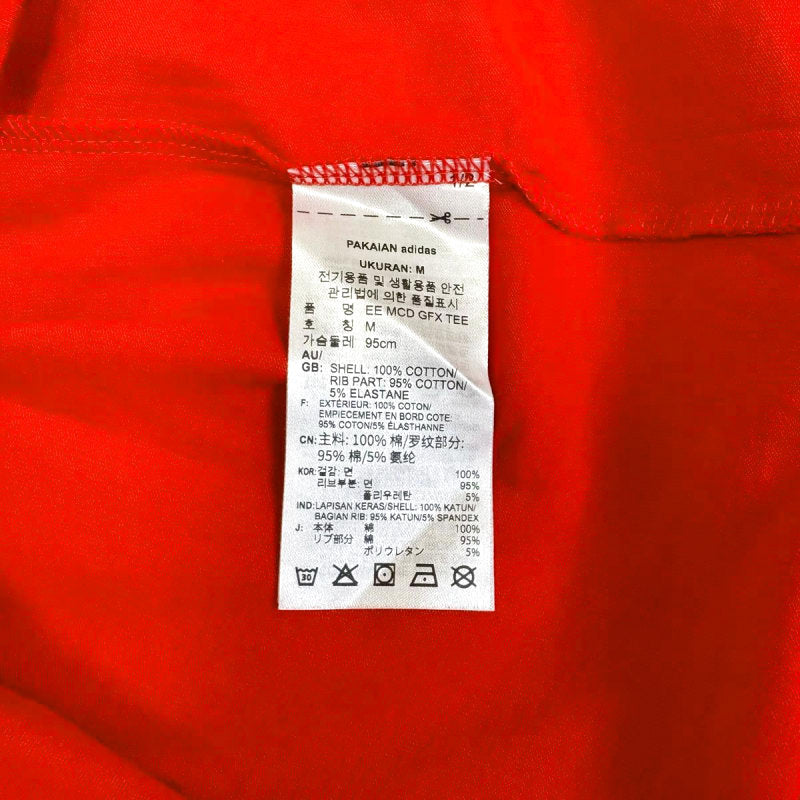 1/2
PAKAIAN adidas
UKURAN: M
전기용품 및 생활용품 안전
관리법에 의한 품질표시
품 명 EE MCD GFX TEE
호 칭 M
가슴둘레 95cm
AU/
GB: SHELL: 100% COTTON/
RIB PART: 95% COTTON/
5% ELASTANE
F: EXTÉRIEUR: 100% COTON/
EMPIECEMENT EN BORD COTE:
95% COTON/5% ÉLASTHANNE
CN: 主料: 100% 棉/罗纹部分:
95% 棉/5% 氨纶
KOR: 겉감: 면 100%
리브부분: 면 95%
폴리우레탄 5%
IND: LAPISAN KERAS/SHELL: 100% KATUN/
BAGIAN RIB: 95% KATUN/5% SPANDEX
J: 本体 綿 100%
リブ部分 綿 95%
ポリウレタン 5%
30